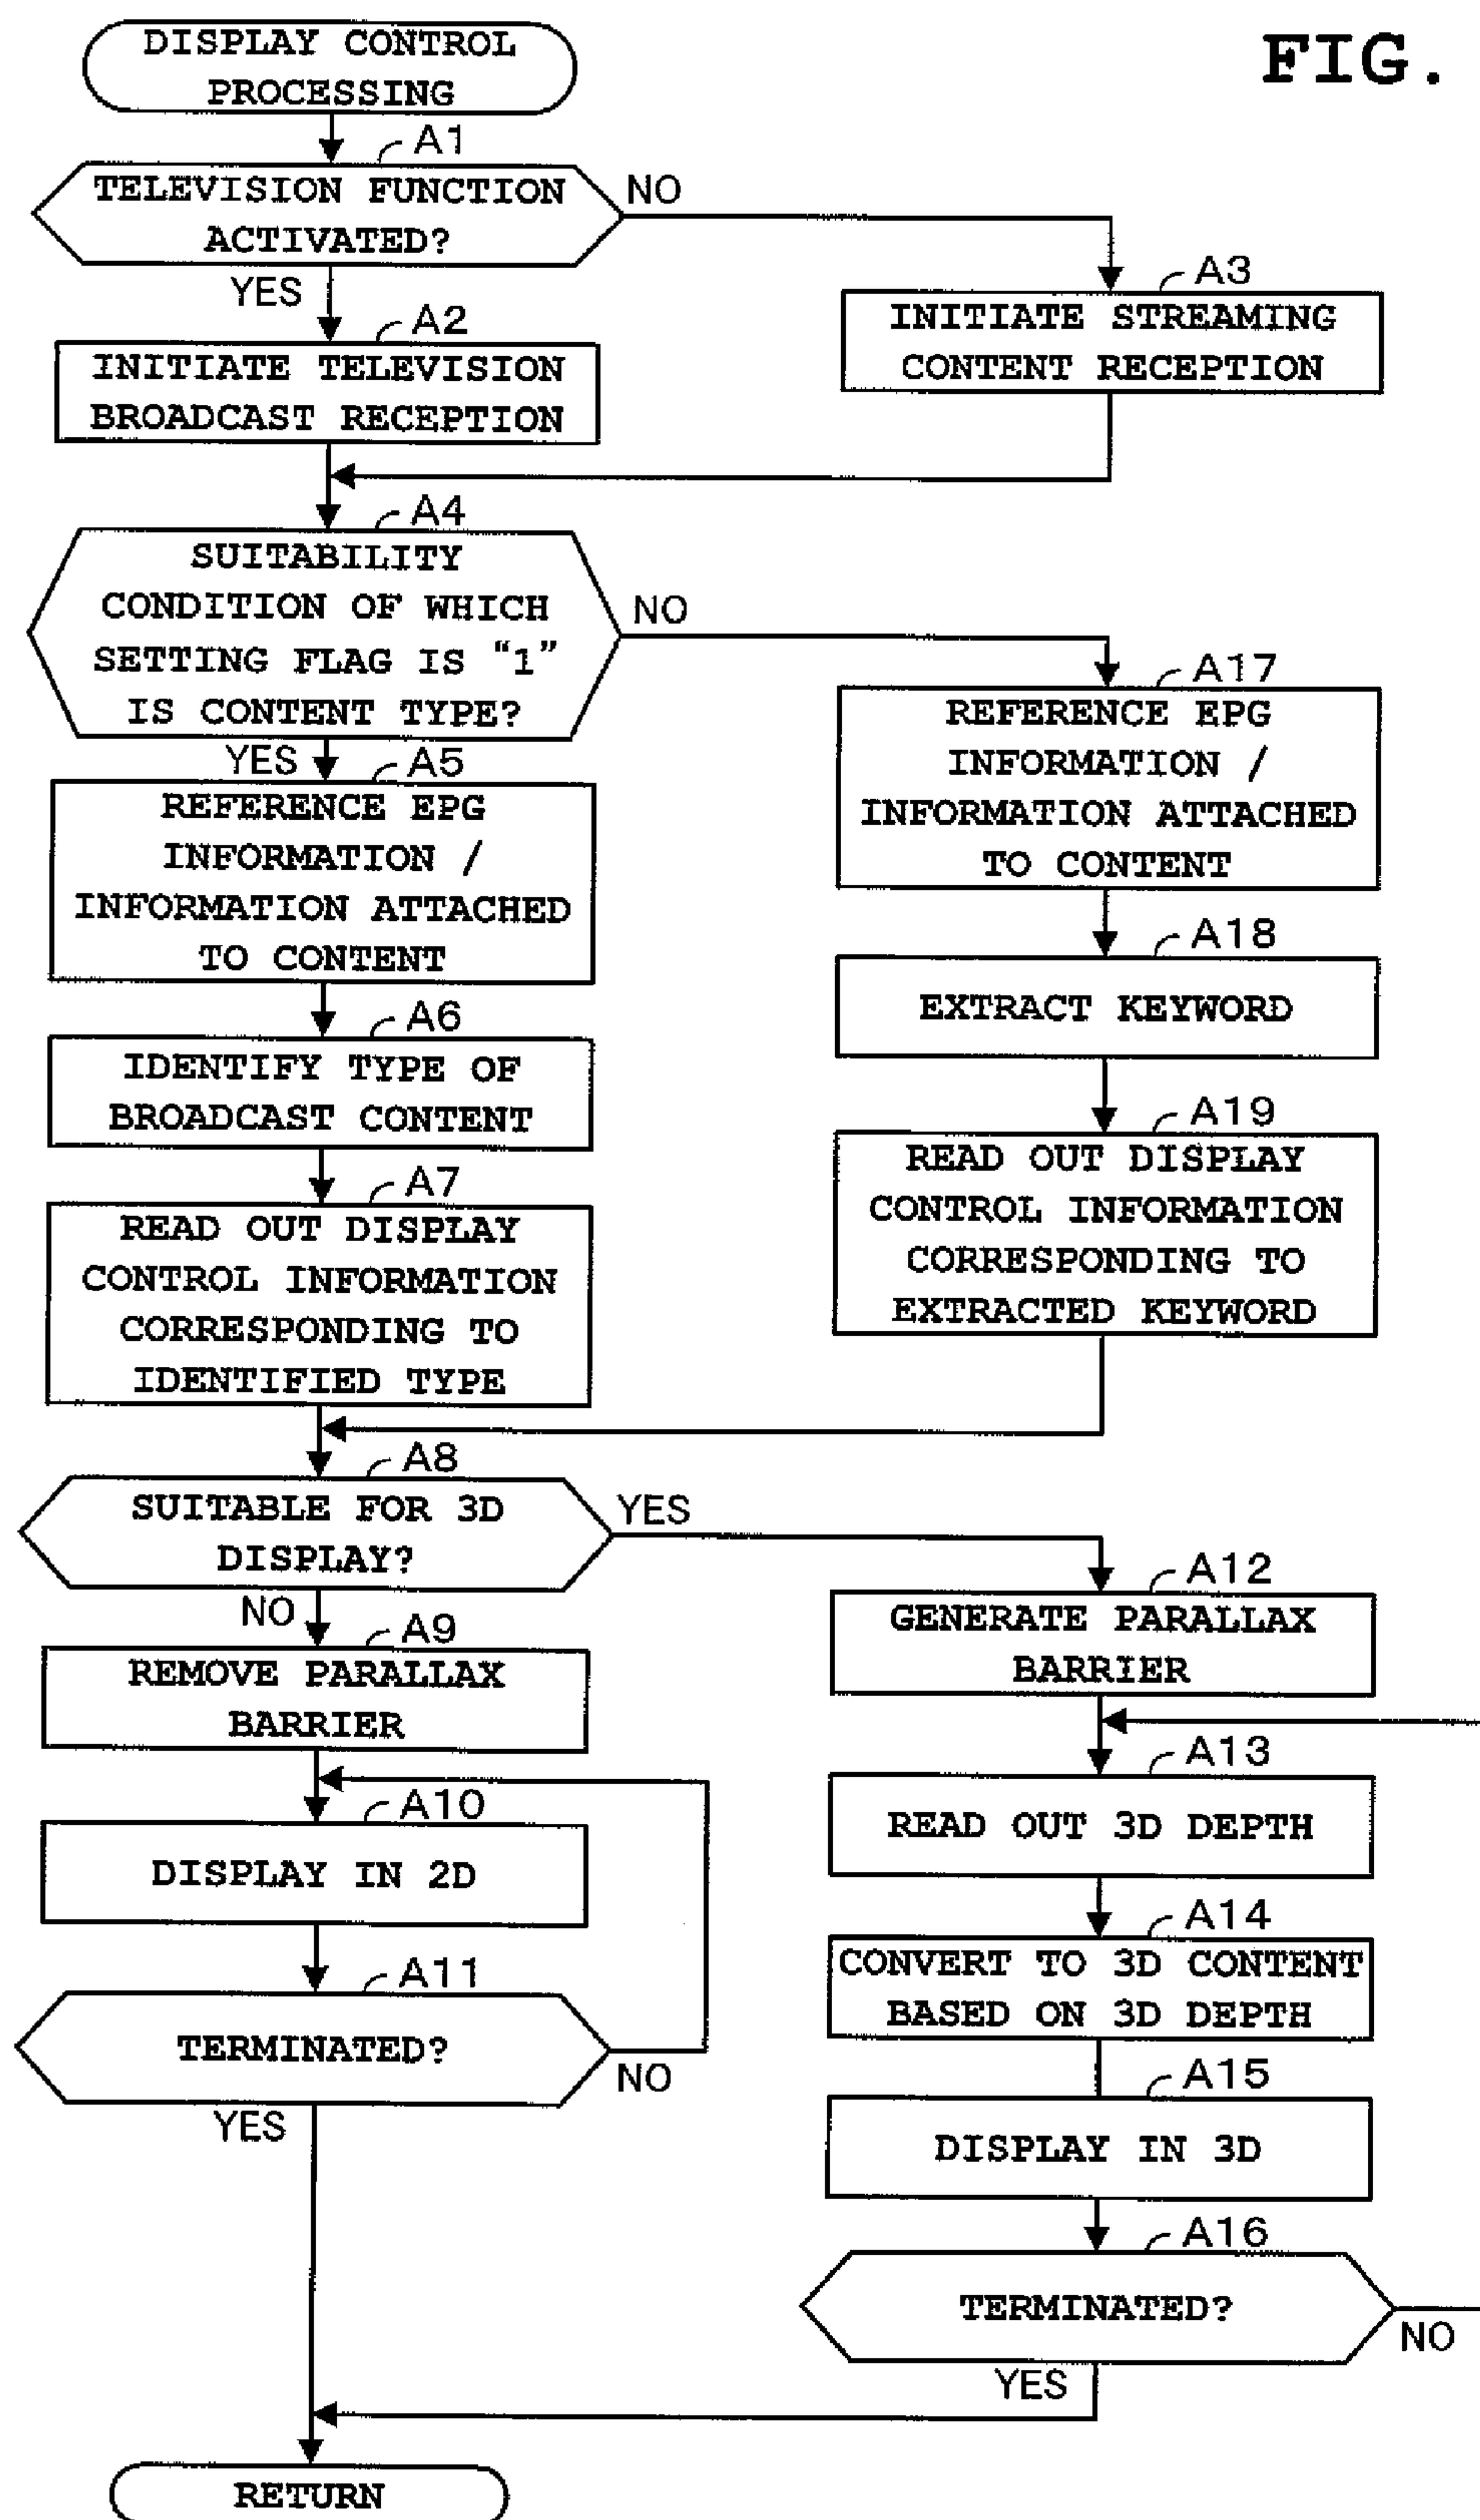 DISPLAY CONTROL
PROCESSING
FIG.
A1
TELEVISION FUNCTION
ACTIVATED?
NO
YES
A2
INITIATE TELEVISION
BROADCAST RECEPTION
A3
INITIATE STREAMING
CONTENT RECEPTION
A4
SUITABILITY
CONDITION OF WHICH
SETTING FLAG IS “1”
IS CONTENT TYPE?
NO
YES
A5
REFERENCE EPG
INFORMATION /
INFORMATION ATTACHED
TO CONTENT
A6
IDENTIFY TYPE OF
BROADCAST CONTENT
A7
READ OUT DISPLAY
CONTROL INFORMATION
CORRESPONDING TO
IDENTIFIED TYPE
A17
REFERENCE EPG
INFORMATION /
INFORMATION ATTACHED
TO CONTENT
A18
EXTRACT KEYWORD
A19
READ OUT DISPLAY
CONTROL INFORMATION
CORRESPONDING TO
EXTRACTED KEYWORD
A8
SUITABLE FOR 3D
DISPLAY?
YES
NO
A9
REMOVE PARALLAX
BARRIER
A10
DISPLAY IN 2D
A11
TERMINATED?
NO
YES
A12
GENERATE PARALLAX
BARRIER
A13
READ OUT 3D DEPTH
A14
CONVERT TO 3D CONTENT
BASED ON 3D DEPTH
A15
DISPLAY IN 3D
A16
TERMINATED?
NO
YES
RETURN